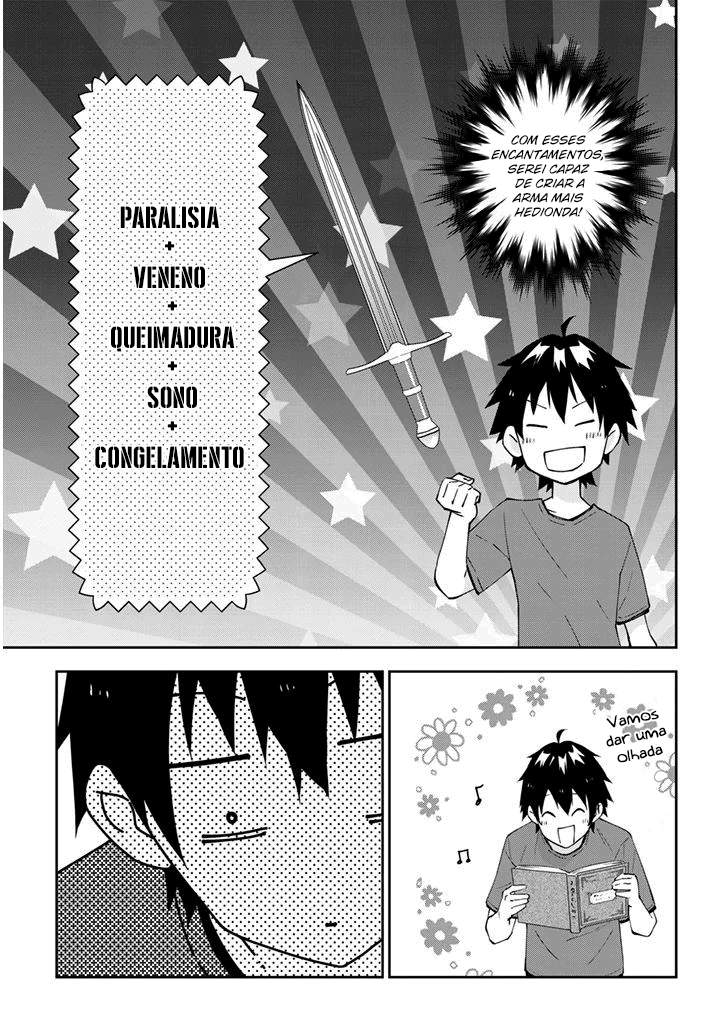 COM ESSES
ENCANTAMENTOS,
SEREI CAPAZ
DE CRIAR A
ARMA MAIS
HEDIONDA!
PARALISIA
+
VENENO
+
QUEIMADURA
+
SONO
+
CONGELAMENTO
Vamos
dar uma
olhada